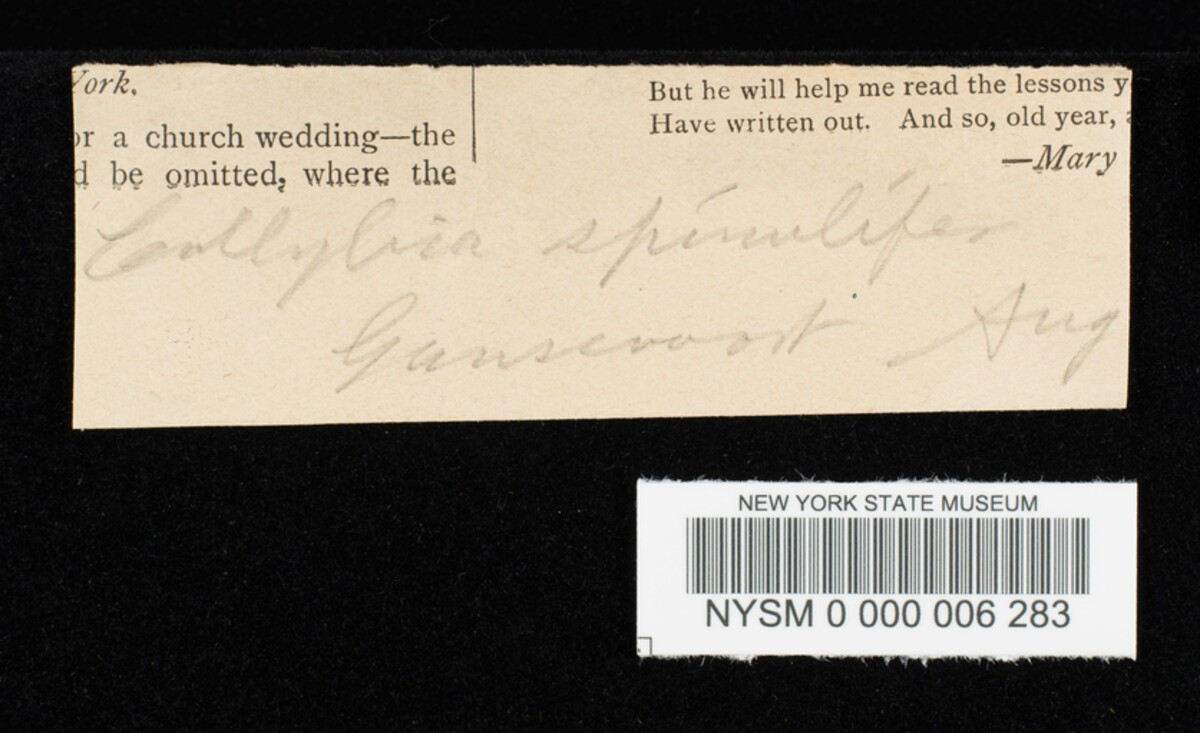 York.
or a church wedding—the
d be omitted, where the
But he will help me read the lessons y
Have written out. And so, old year, a
—Mary
Collybia spinulifer
Gansevoort Aug
NEW YORK STATE MUSEUM
NYSM 0 000 006 283